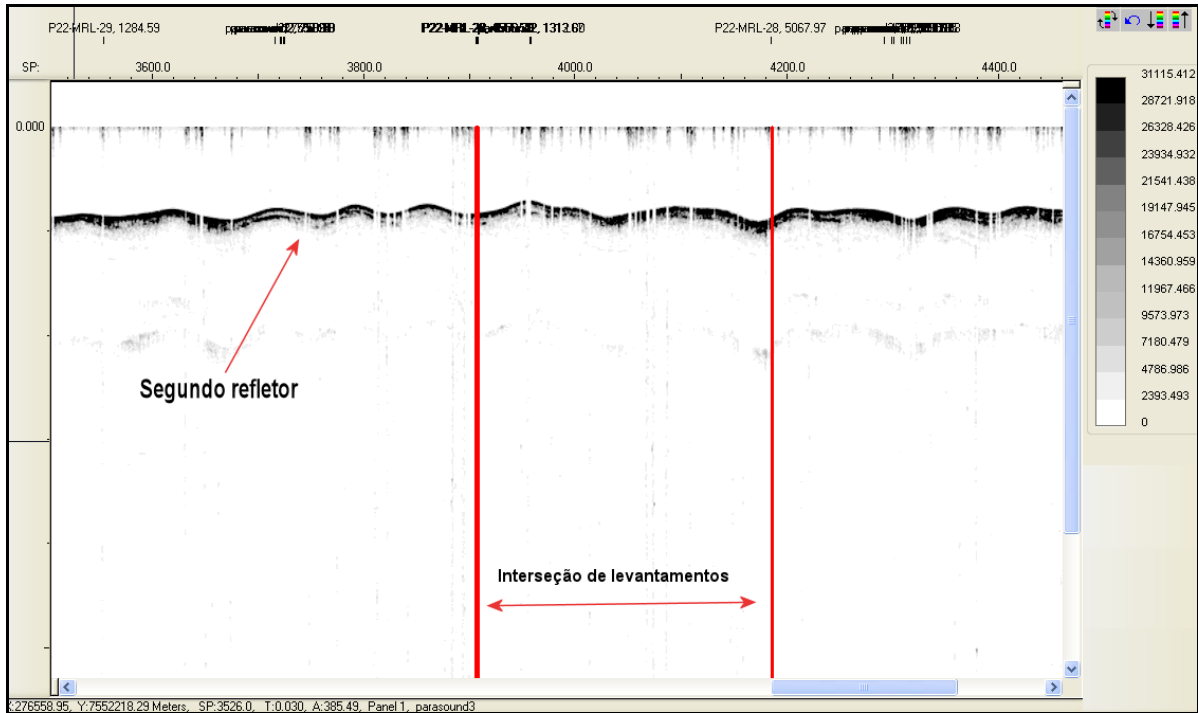 P22-MRL-29, 1284.59
1313.60
P22-MRL-28, 5067.97
SP: 3600.0 3800.0 4000.0 4200.0 4400.0
0.000
31115.412
28721.918
26328.426
23934.932
21541.438
19147.945
16754.453
14360.959
11967.466
9573.973
7180.479
4786.986
2393.493
0
Segundo refletor
Interseção de levantamentos
X:276558.95, Y:7552218.29 Meters, SP:3526.0, T:0.030, A:385.49, Panel 1, parasound3